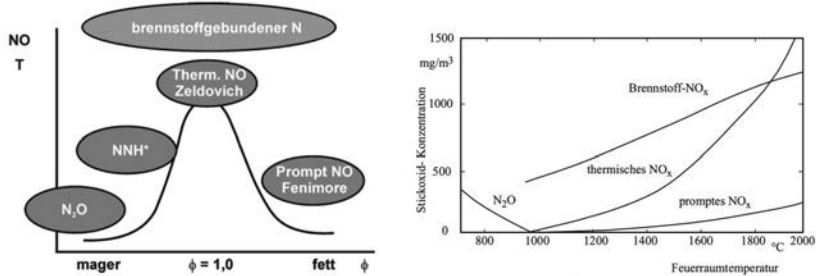 brennstoffgebundener N
NO
T
Therm. NO
Zeldovich
NNH*
Prompt NO
Fenimore
N₂O
mager
ϕ = 1,0
fett
ϕ
1500
mg/m³
1000
500
0
Stickoxid- Konzentration
Brennstoff-NOₓ
thermisches NOₓ
N₂O
promptes NOₓ
800
1000
1200
1400
1600
1800
2000
°C
Feuerraumtemperatur